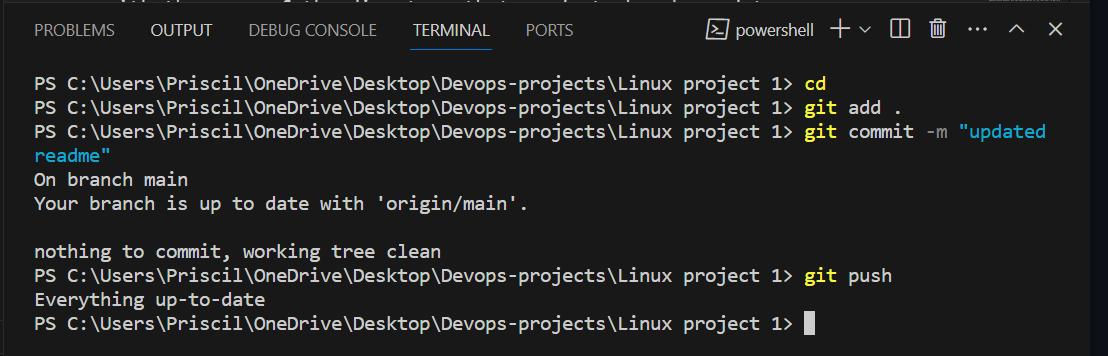 PROBLEMS OUTPUT DEBUG CONSOLE TERMINAL PORTS powershell
PS C:\Users\Priscil\OneDrive\Desktop\Devops-projects\Linux project 1> cd
PS C:\Users\Priscil\OneDrive\Desktop\Devops-projects\Linux project 1> git add .
PS C:\Users\Priscil\OneDrive\Desktop\Devops-projects\Linux project 1> git commit -m "updated
readme"
On branch main
Your branch is up to date with 'origin/main'.
nothing to commit, working tree clean
PS C:\Users\Priscil\OneDrive\Desktop\Devops-projects\Linux project 1> git push
Everything up-to-date
PS C:\Users\Priscil\OneDrive\Desktop\Devops-projects\Linux project 1>